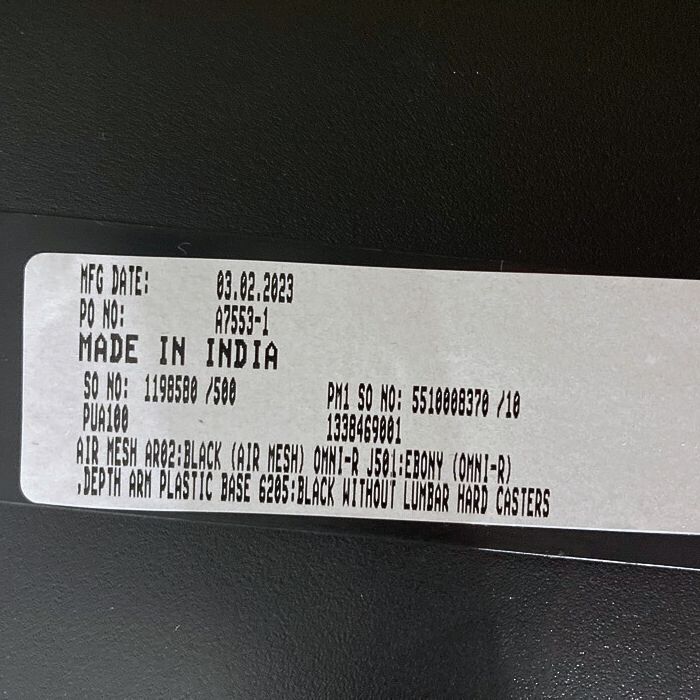 MFG DATE: 03.02.2023
PO NO: A7553-1
MADE IN INDIA
SO NO: 1198580 /500 PM1 SO NO: 5510008370 /10
PUA100 1338469001
AIR MESH AR02:BLACK (AIR MESH) OMNI-R J501:EBONY (OMNI-R)
,DEPTH ARM PLASTIC BASE 6205:BLACK WITHOUT LUMBAR HARD CASTERS